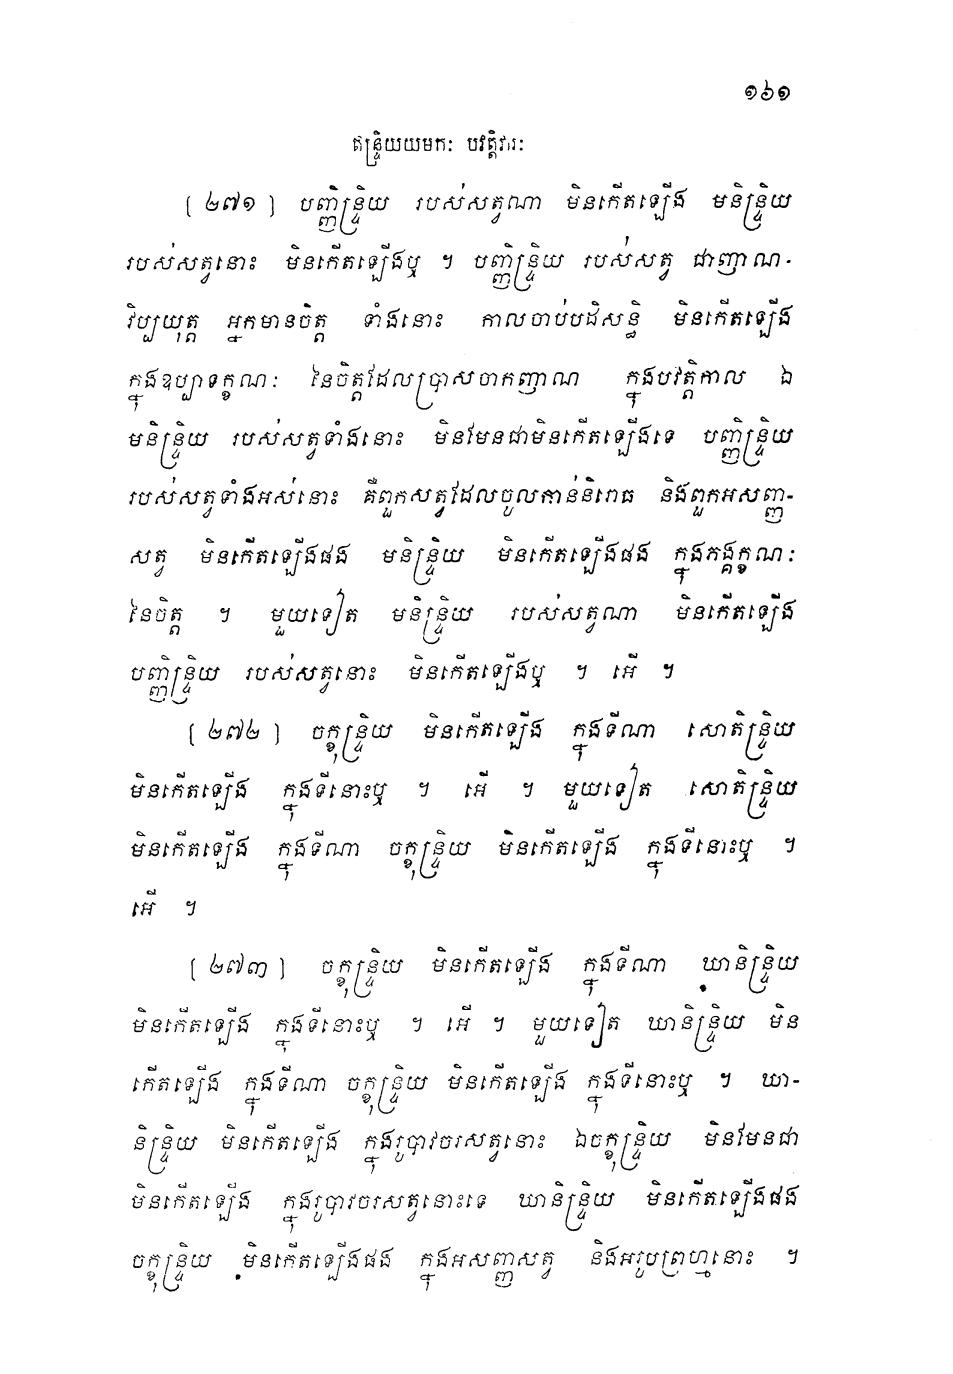 ១៦១
ឥន្ទ្រិយយមកៈ បវត្តិវារៈ
[ ២៧១ ] បញ្ញិន្ទ្រិយ របស់សត្វណា មិនកើតឡើង មនិន្ទ្រិយ
របស់សត្វនោះ មិនកើតឡើងឬ ។ បញ្ញិន្ទ្រិយ របស់សត្វ ជាញាណ-
វិប្បយុត្ត អ្នកមានចិត្ត ទាំងនោះ កាលចាប់បដិសន្ធិ មិនកើតឡើង
ក្នុងឧប្បាទក្ខណៈ នៃចិត្តដែលប្រាសចាកញាណ ក្នុងបវត្តិកាល ឯ
មនិន្ទ្រិយ របស់សត្វទាំងនោះ មិនមែនជាមិនកើតឡើងទេ បញ្ញិន្ទ្រិយ
របស់សត្វទាំងអស់នោះ គឺពួកសត្វដែលចូលកាន់និរោធ និងពួកអសញ្ញ-
សត្វ មិនកើតឡើងផង មនិន្ទ្រិយ មិនកើតឡើងផង ក្នុងភង្គក្ខណៈ
នៃចិត្ត ។ មួយទៀត មនិន្ទ្រិយ របស់សត្វណា មិនកើតឡើង
បញ្ញិន្ទ្រិយ របស់សត្វនោះ មិនកើតឡើងឬ ។ អើ ។
[ ២៧២ ] ចក្ខុន្ទ្រិយ មិនកើតឡើង ក្នុងទីណា សោតិន្ទ្រិយ
មិនកើតឡើង ក្នុងទីនោះឬ ។ អើ ។ មួយទៀត សោតិន្ទ្រិយ
មិនកើតឡើង ក្នុងទីណា ចក្ខុន្ទ្រិយ មិនកើតឡើង ក្នុងទីនោះឬ ។
អើ ។
[ ២៧៣ ] ចក្ខុន្ទ្រិយ មិនកើតឡើង ក្នុងទីណា ឃានិន្ទ្រិយ
មិនកើតឡើង ក្នុងទីនោះឬ ។ អើ ។ មួយទៀត ឃានិន្ទ្រិយ មិន
កើតឡើង ក្នុងទីណា ចក្ខុន្ទ្រិយ មិនកើតឡើង ក្នុងទីនោះឬ ។ ឃា-
និន្ទ្រិយ មិនកើតឡើង ក្នុងរូបាវចរសត្វនោះ ឯចក្ខុន្ទ្រិយ មិនមែនជា
មិនកើតឡើង ក្នុងរូបាវចរសត្វនោះទេ ឃានិន្ទ្រិយ មិនកើតឡើងផង
ចក្ខុន្ទ្រិយ មិនកើតឡើងផង ក្នុងអសញ្ញសត្វ និងអរូបព្រហ្មនោះ ។